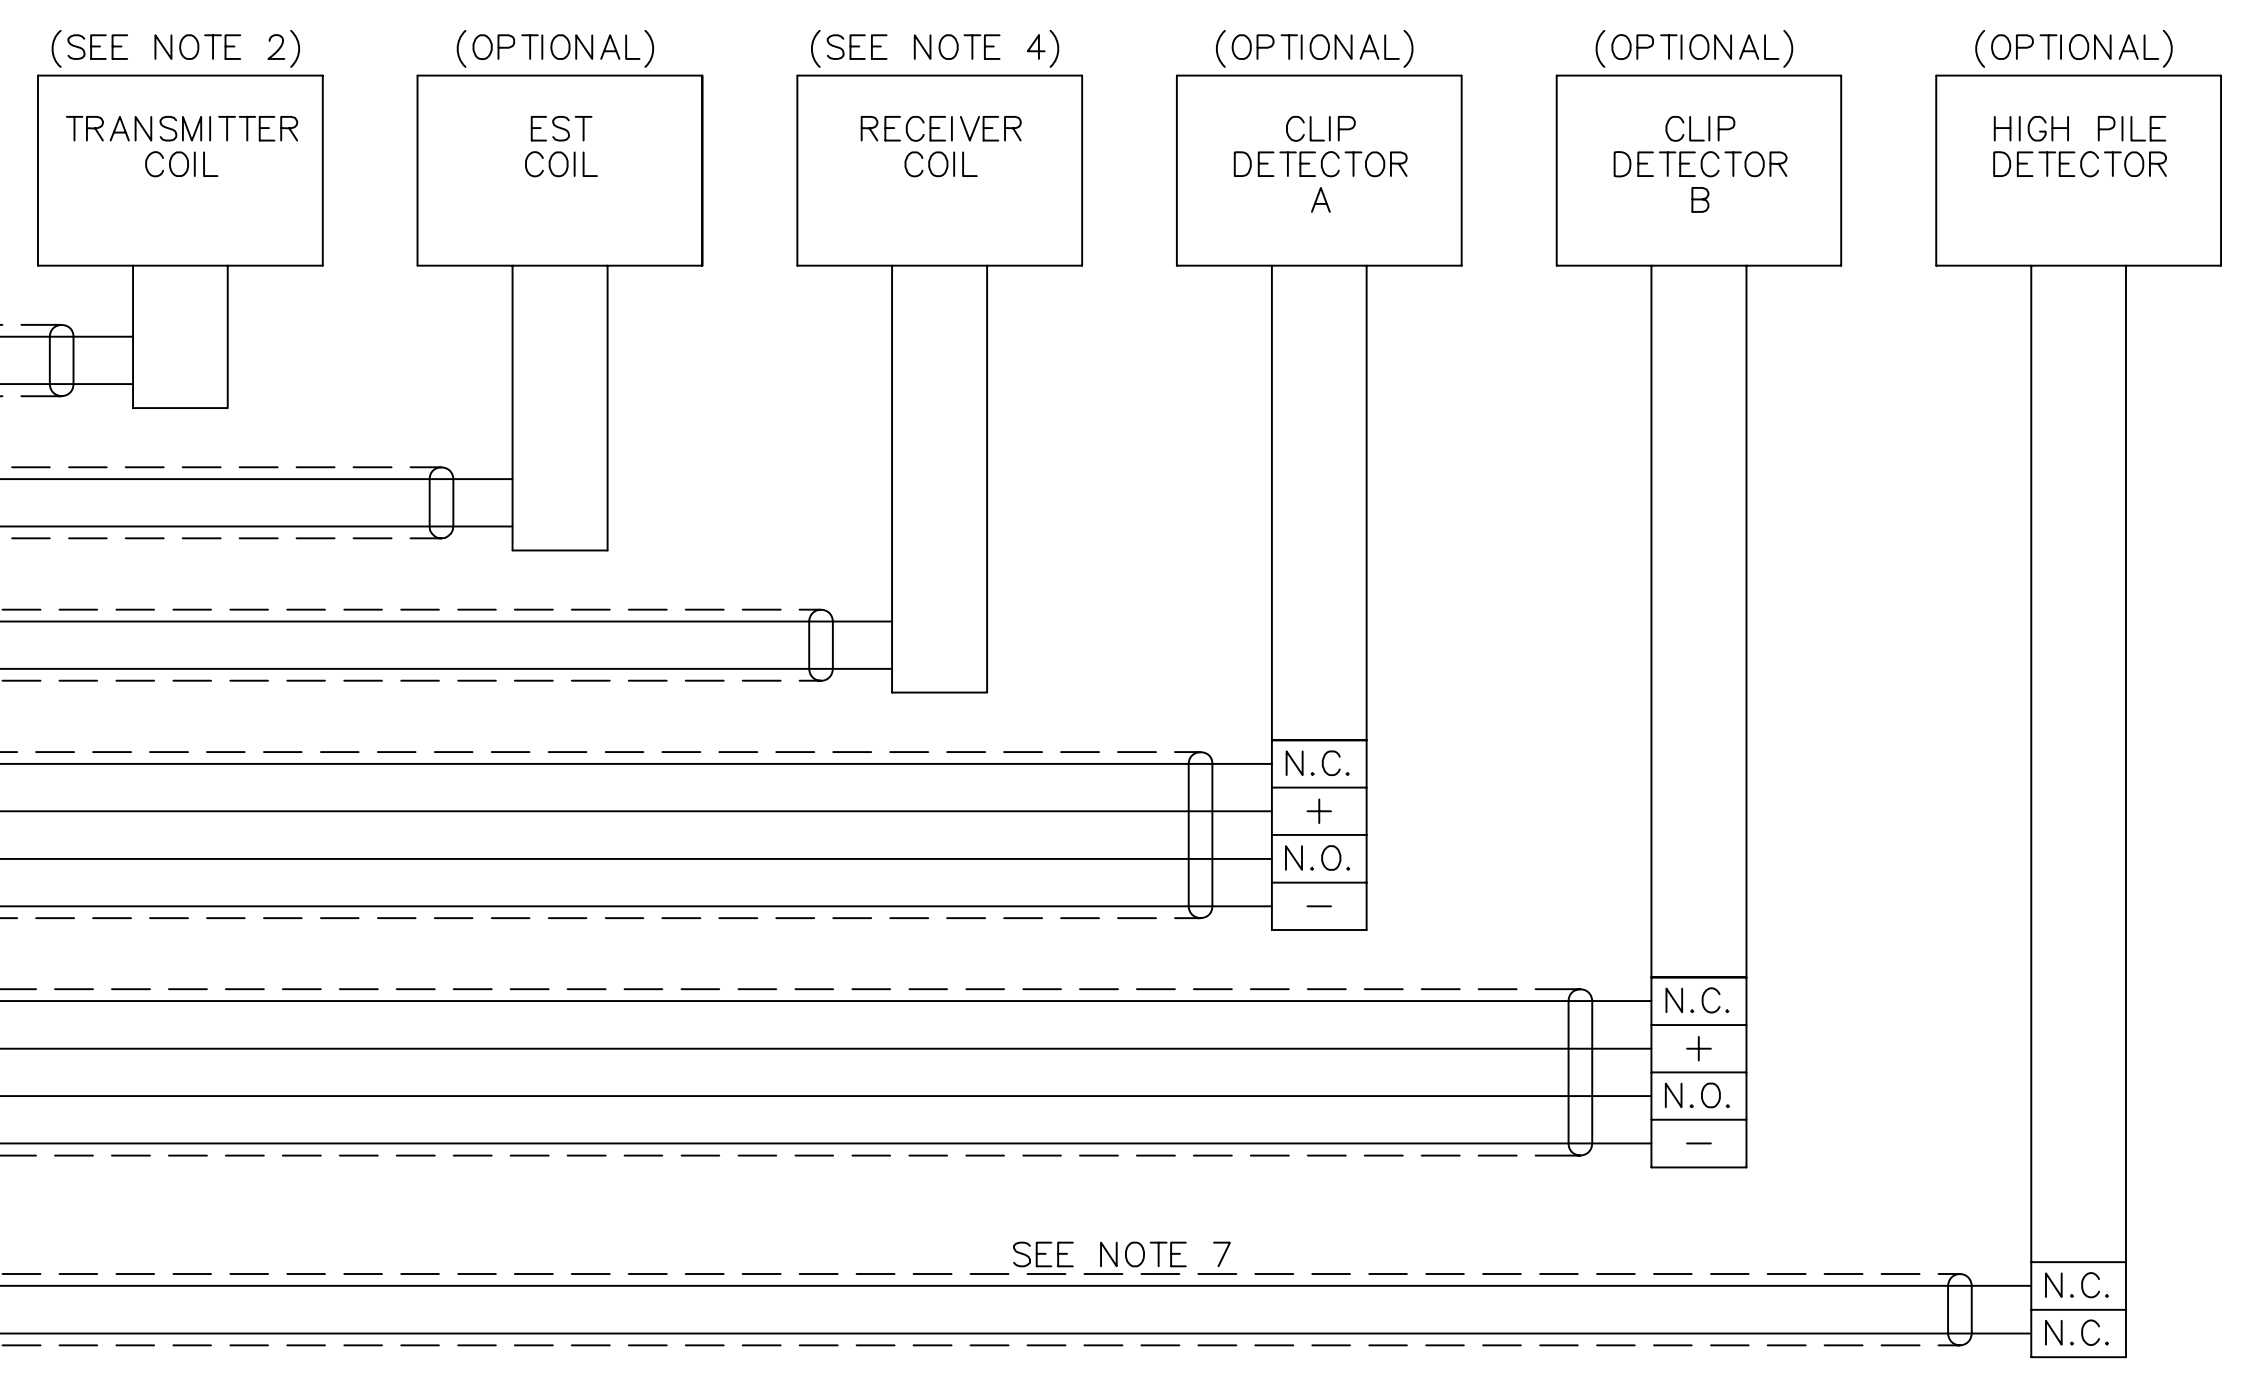 (SEE NOTE 2)
TRANSMITTER
COIL
(OPTIONAL)
EST
COIL
(SEE NOTE 4)
RECEIVER
COIL
(OPTIONAL)
CLIP
DETECTOR
A
(OPTIONAL)
CLIP
DETECTOR
B
(OPTIONAL)
HIGH PILE
DETECTOR
N.C.
+
N.O.
–
N.C.
+
N.O.
–
SEE NOTE 7
N.C.
N.C.